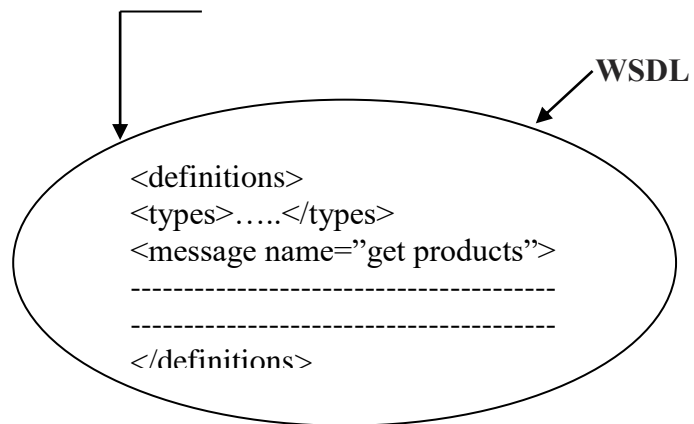 WSDL
<definitions>
<types>…..</types>
<message name=”get products”>
----------------------------------------
----------------------------------------
</definitions>